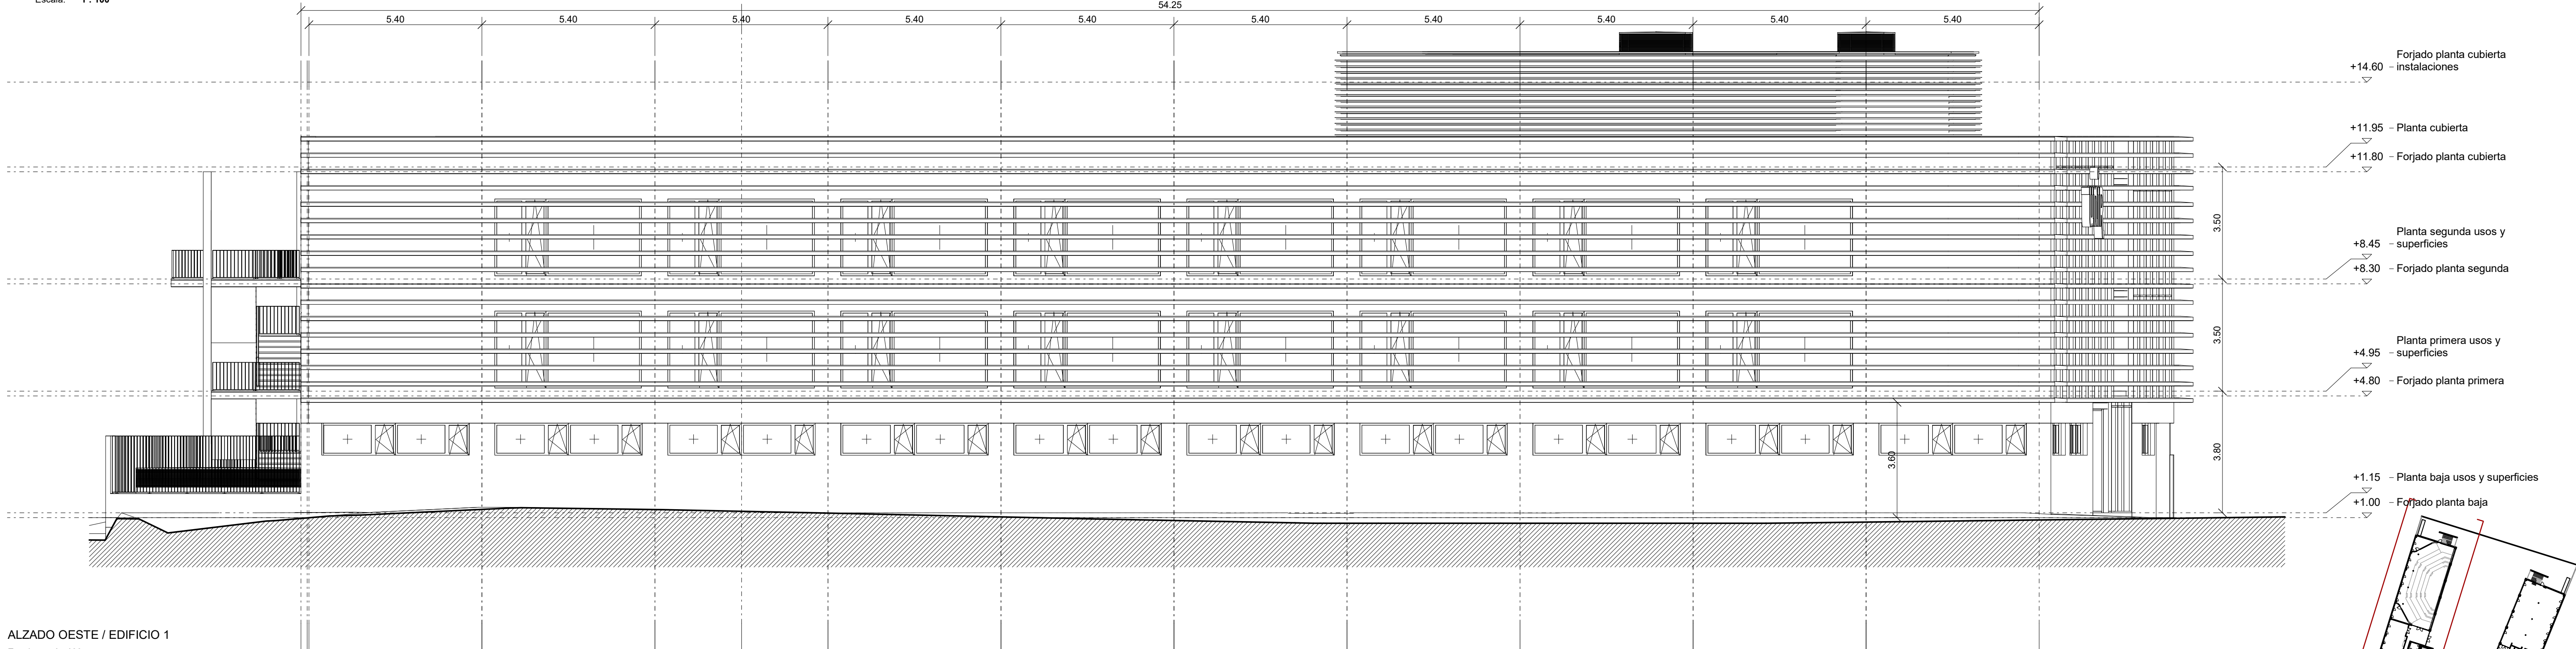 Escala: 1 : 100
54.25
5.40 5.40 5.40 5.40 5.40 5.40 5.40 5.40 5.40 5.40
Forjado planta cubierta
+14.60 instalaciones
+11.95 Planta cubierta
+11.80 Forjado planta cubierta
3.50
Planta segunda usos y
+8.45 superficies
+8.30 Forjado planta segunda
3.50
Planta primera usos y
+4.95 superficies
+4.80 Forjado planta primera
3.60
3.80
+1.15 Planta baja usos y superficies
+1.00 Forjado planta baja
ALZADO OESTE / EDIFICIO 1